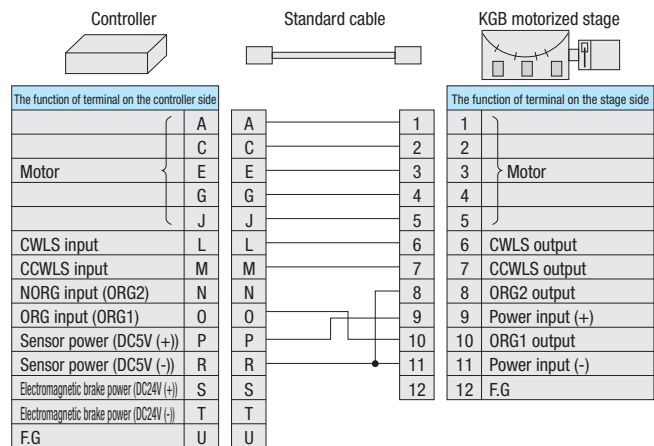 Controller Standard cable KGB motorized stage
The function of terminal on the controller side The function of terminal on the stage side
A A 1 1
C C 2 2
Motor E E 3 3 Motor
G G 4 4
J J 5 5
CWLS input L L 6 6 CWLS output
CCWLS input M M 7 7 CCWLS output
NORG input (ORG2) N N 8 8 ORG2 output
ORG input (ORG1) O O 9 9 Power input (+)
Sensor power (DC5V (+)) P P 10 10 ORG1 output
Sensor power (DC5V (-)) R R 11 11 Power input (-)
Electromagnetic brake power (DC24V (+)) S S 12 12 F.G
Electromagnetic brake power (DC24V (-)) T T
F.G U U